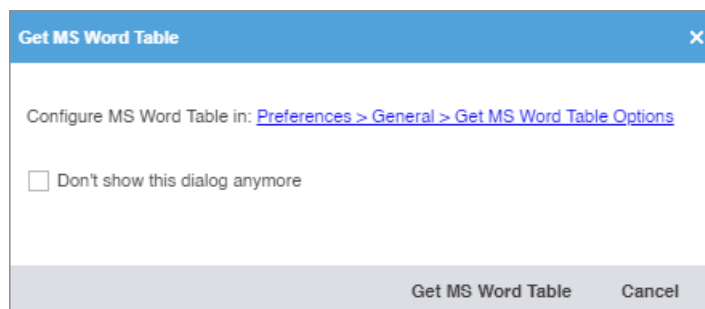 Get MS Word Table
Configure MS Word Table in: Preferences > General > Get MS Word Table Options
Don't show this dialog anymore
Get MS Word Table Cancel